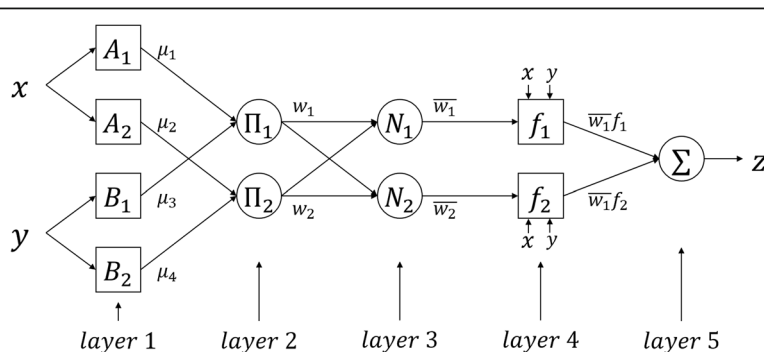 x
y
A₁
A₂
B₁
B₂
μ₁
μ₂
μ₃
μ₄
Π₁
Π₂
w₁
w₂
N₁
N₂
w̅₁
w̅₂
x y
f₁
f₂
x y
w̅₁f₁
w̅₁f₂
Σ
z
layer 1 layer 2 layer 3 layer 4 layer 5